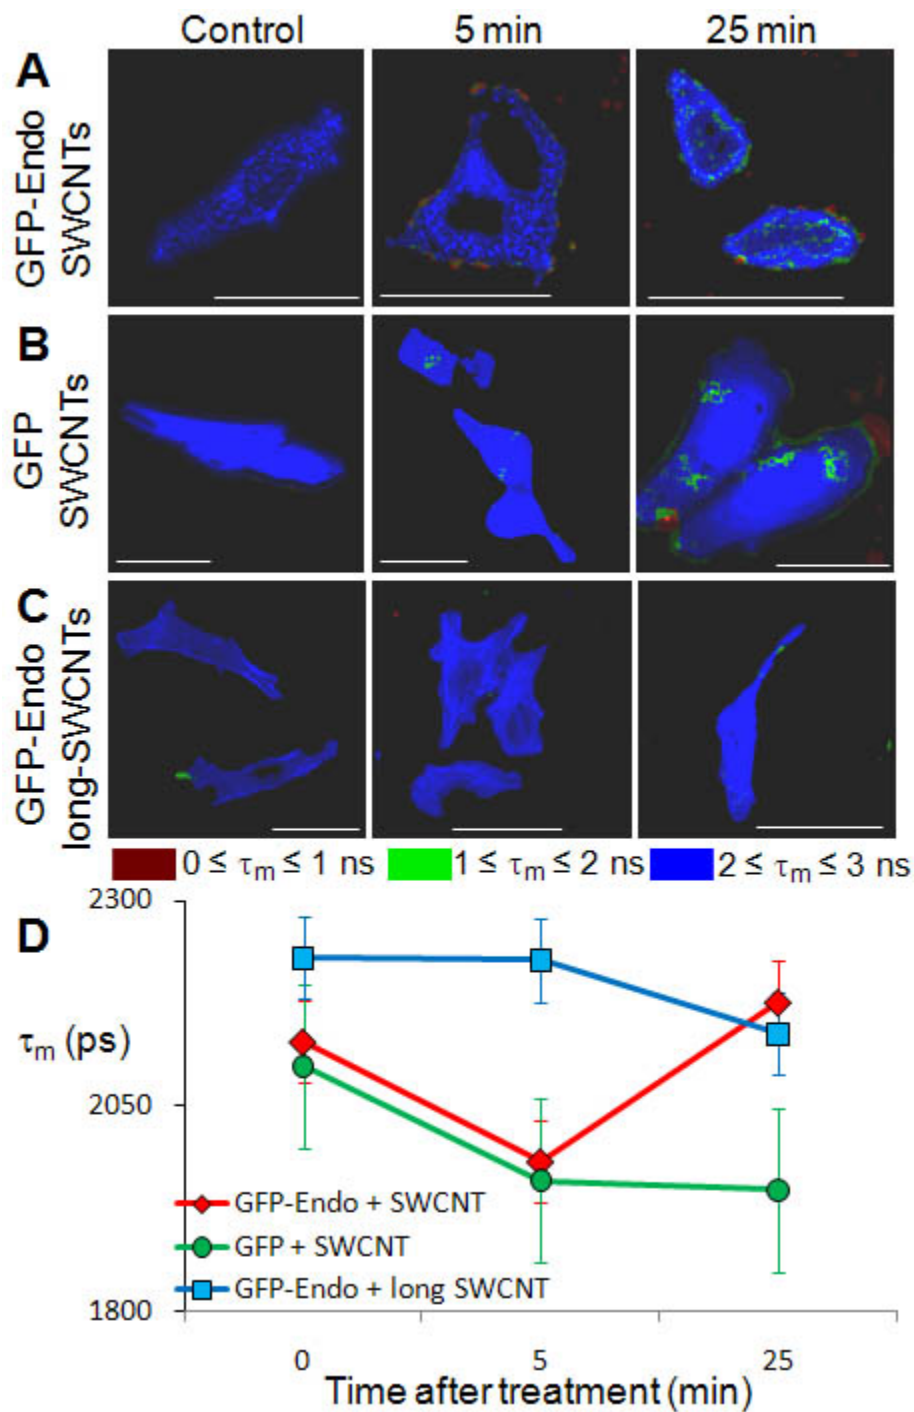 Control 5 min 25 min
A
GFP-Endo
SWCNTs
B
GFP
SWCNTs
C
GFP-Endo
long-SWCNTs
0 ≤ τm ≤ 1 ns 1 ≤ τm ≤ 2 ns 2 ≤ τm ≤ 3 ns
D
2300
τm (ps)
2050
GFP-Endo + SWCNT
GFP + SWCNT
GFP-Endo + long SWCNT
1800
0 5 25
Time after treatment (min)